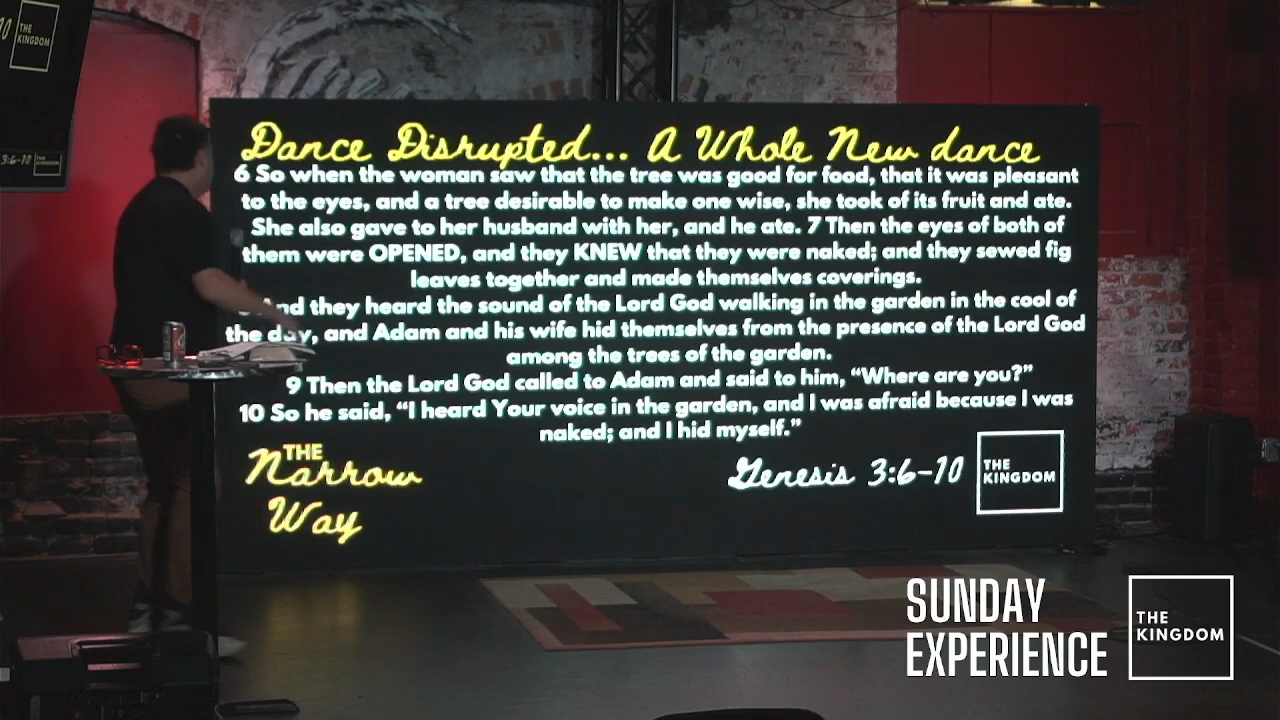 THE
KINGDOM
3:6-10
Dance Disrupted... A Whole New dance
6 So when the woman saw that the tree was good for food, that it was pleasant
to the eyes, and a tree desirable to make one wise, she took of its fruit and ate.
She also gave to her husband with her, and he ate. 7 Then the eyes of both of
them were OPENED, and they KNEW that they were naked; and they sewed fig
leaves together and made themselves coverings.
And they heard the sound of the Lord God walking in the garden in the cool of
the day, and Adam and his wife hid themselves from the presence of the Lord God
among the trees of the garden.
9 Then the Lord God called to Adam and said to him, “Where are you?”
10 So he said, “I heard Your voice in the garden, and I was afraid because I was
naked; and I hid myself.”
THE
Narrow
Way
Genesis 3:6-10
THE
KINGDOM
SUNDAY
EXPERIENCE
THE
KINGDOM